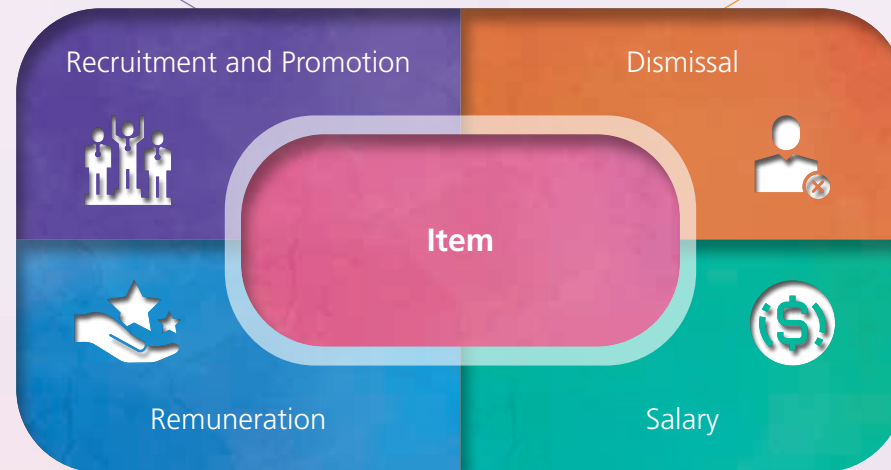 Recruitment and Promotion
Dismissal
Item
Remuneration
Salary